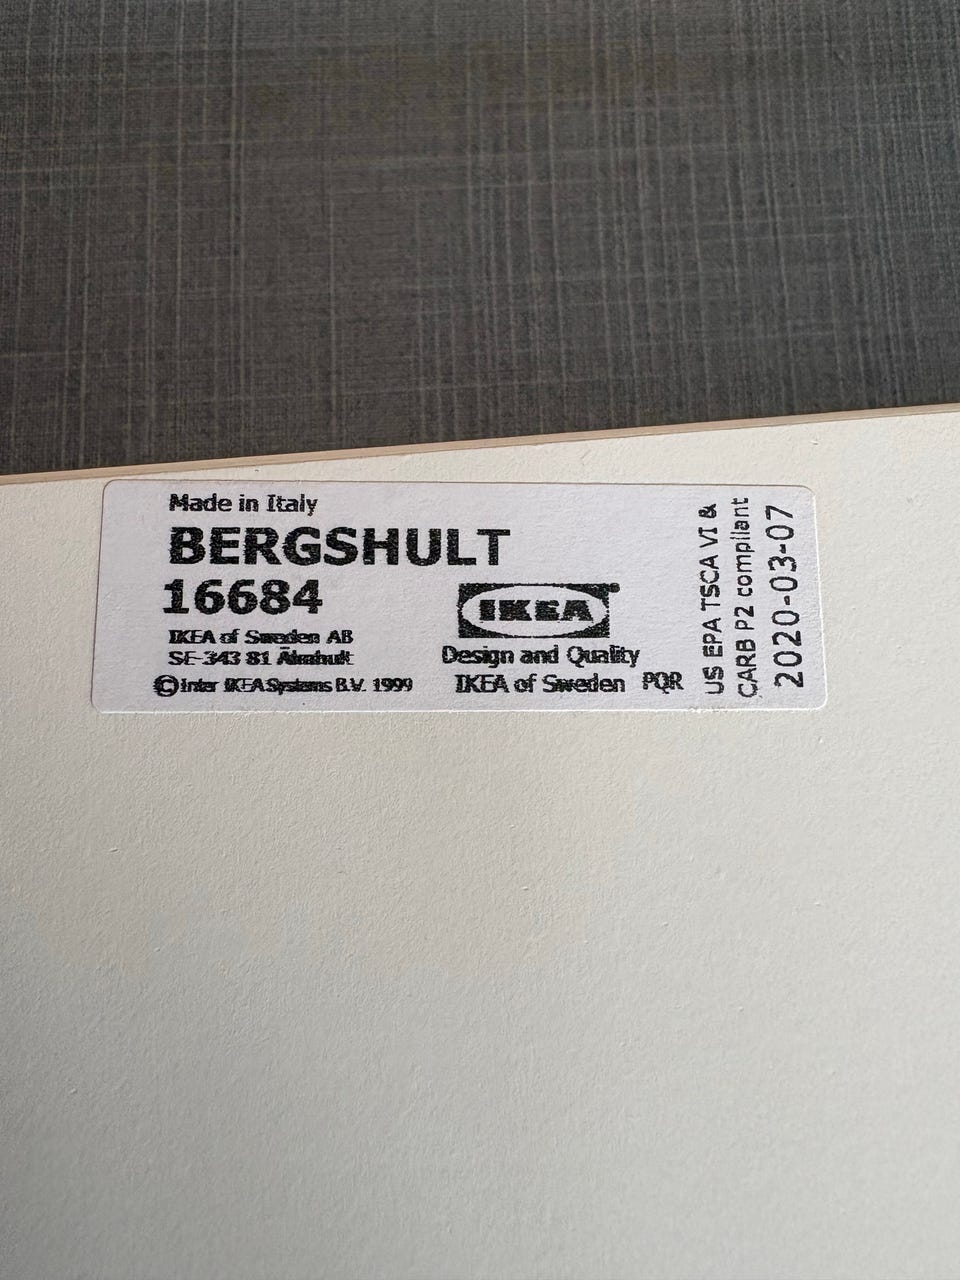 Made in Italy
BERGSHULT
16684
IKEA of Sweden AB
SE-343 81 Älmhult
© Inter IKEA Systems B.V. 1999
IKEA
Design and Quality
IKEA of Sweden
PQR
US EPA TSCA VI &
CARB P2 compliant
2020-03-07